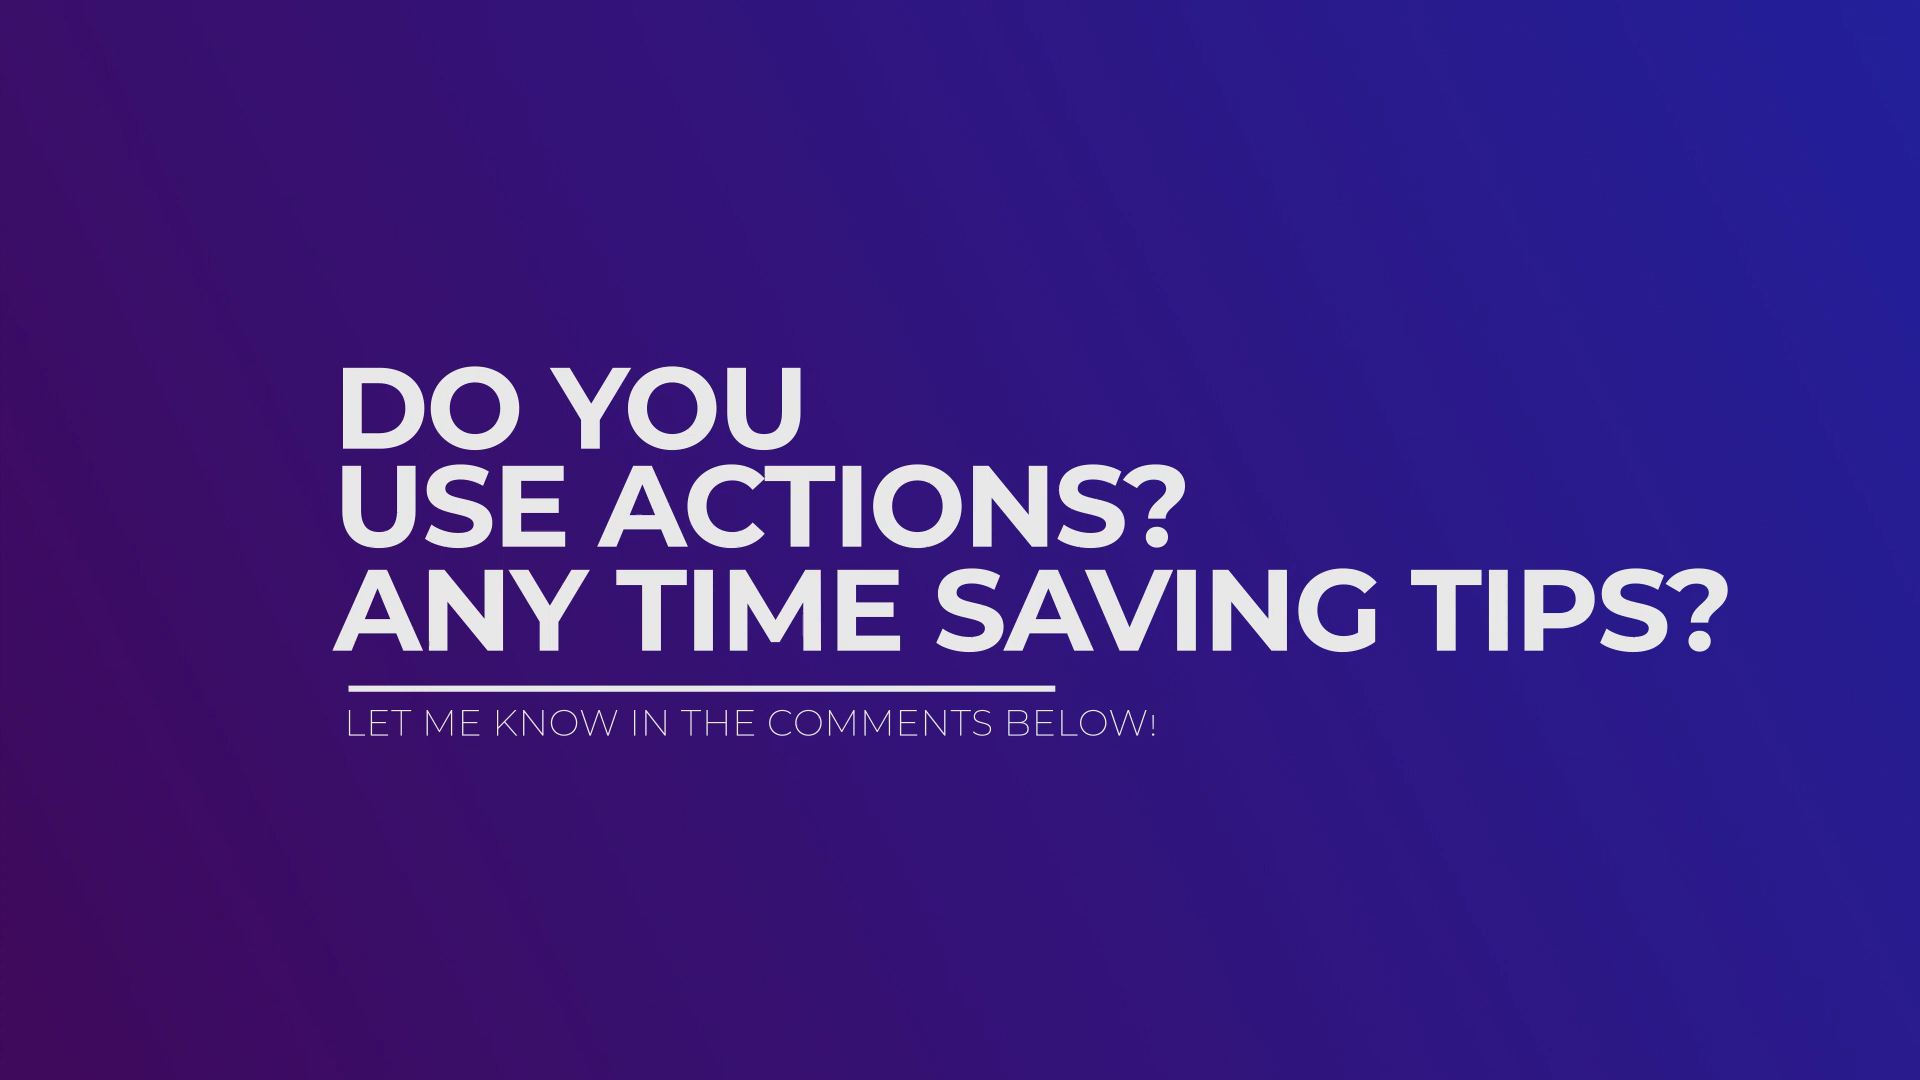 DO YOU
USE ACTIONS?
ANY TIME SAVING TIPS?
LET ME KNOW IN THE COMMENTS BELOW!